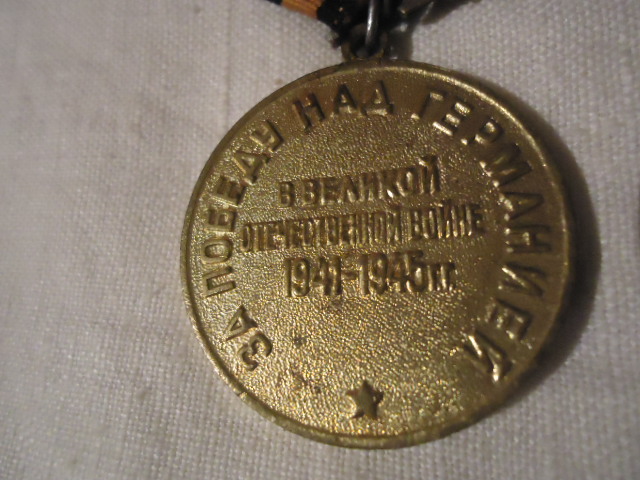 ЗА ПОБЕДУ НАД ГЕРМАНИЕЙ
В ВЕЛИКОЙ
ОТЕЧЕСТВЕННОЙ ВОЙНЕ
1941-1945гг.